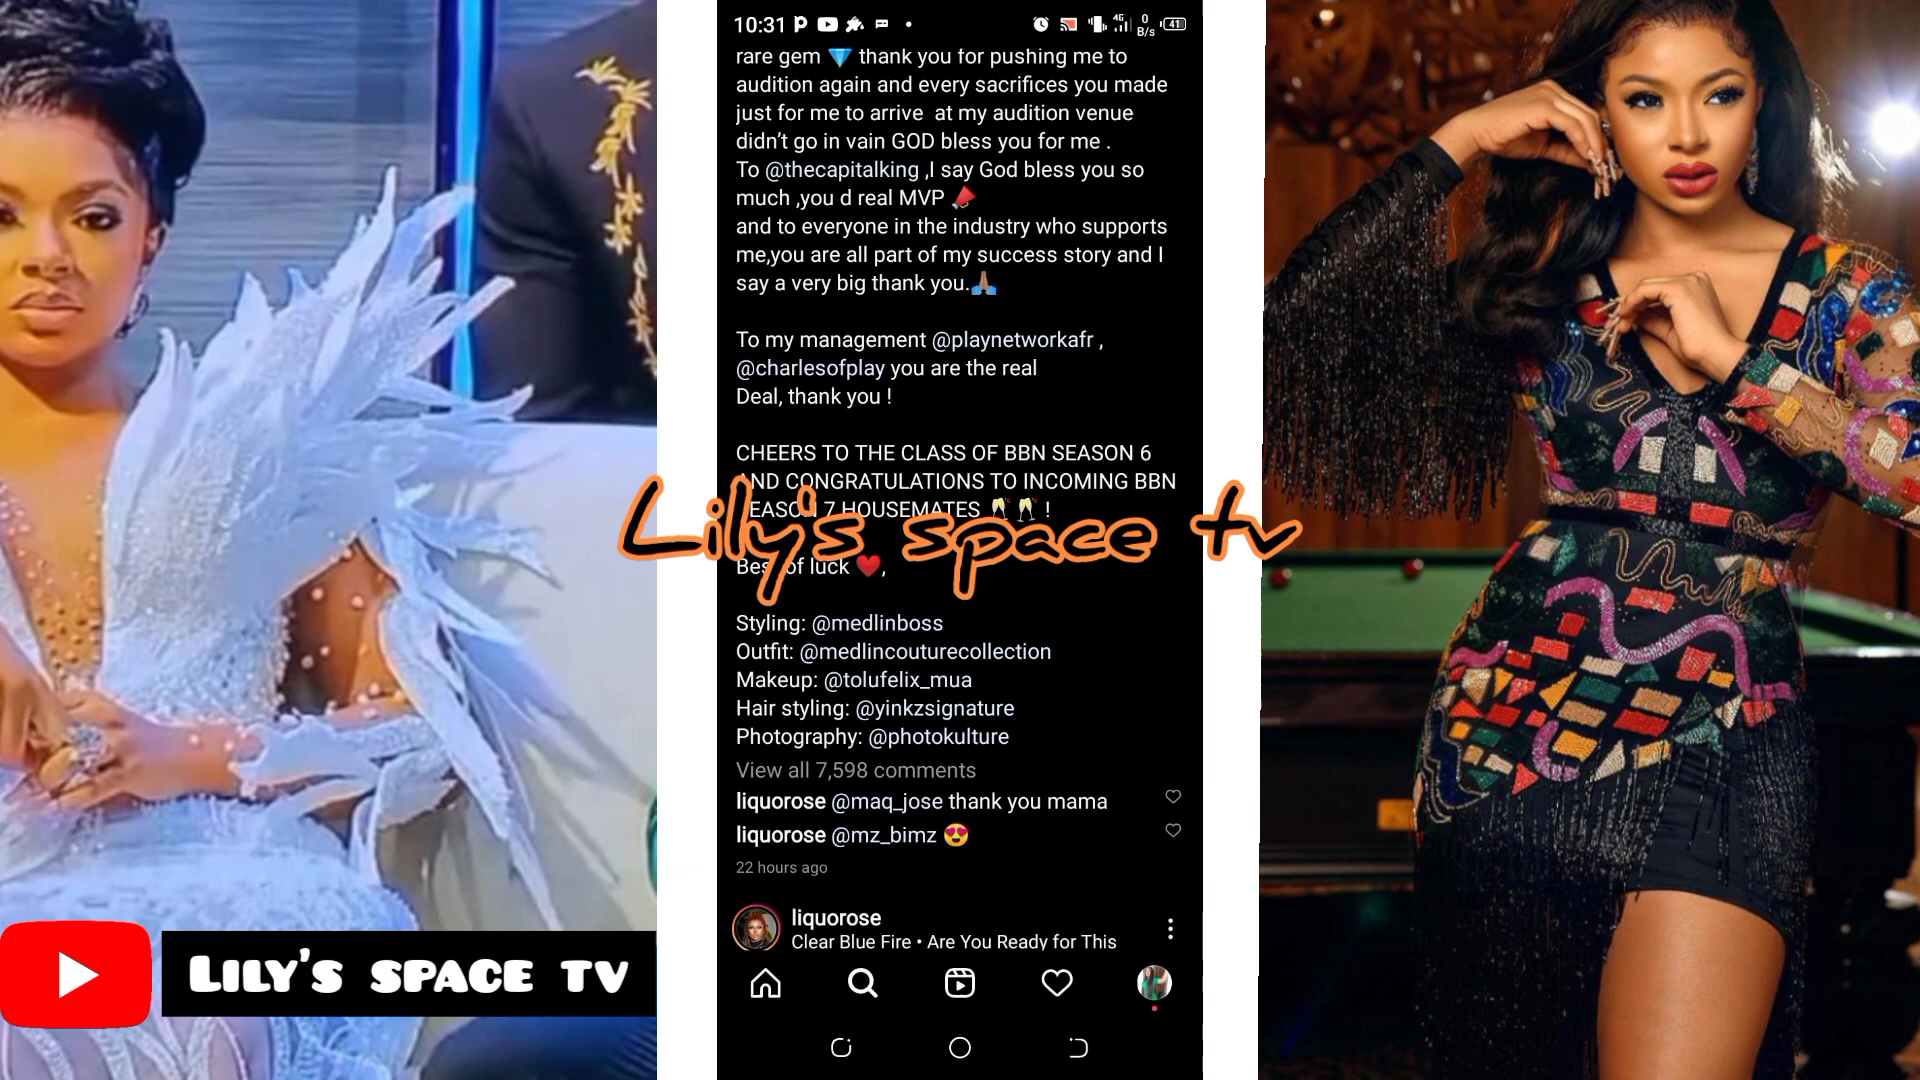 10:31
4G
0
B/s
41
rare gem 💎 thank you for pushing me to
audition again and every sacrifices you made
just for me to arrive  at my audition venue
didn’t go in vain GOD bless you for me .
To @thecapitalking ,I say God bless you so
much ,you d real MVP 📣
and to everyone in the industry who supports
me,you are all part of my success story and I
say a very big thank you.🙏🏾
To my management @playnetworkafr ,
@charlesofplay you are the real
Deal, thank you !
CHEERS TO THE CLASS OF BBN SEASON 6
AND CONGRATULATIONS TO INCOMING BBN
SEASON 7 HOUSEMATES 🥂 🥂 !
Lily's space tv
Best of luck ❤️,
Styling: @medlinboss
Outfit: @medlincouturecollection
Makeup: @tolufelix_mua
Hair styling: @yinkzsignature
Photography: @photokulture
View all 7,598 comments
liquorose @maq_jose thank you mama
liquorose @mz_bimz 😍
22 hours ago
liquorose
Clear Blue Fire • Are You Ready for This
LILY'S SPACE TV